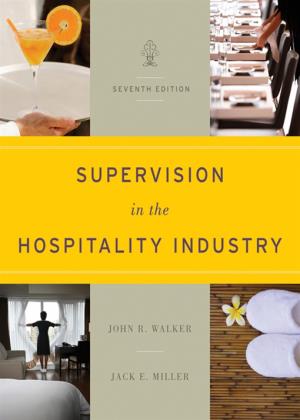 SEVENTH EDITION
SUPERVISION
in the
HOSPITALITY INDUSTRY
JOHN R. WALKER
JACK E. MILLER